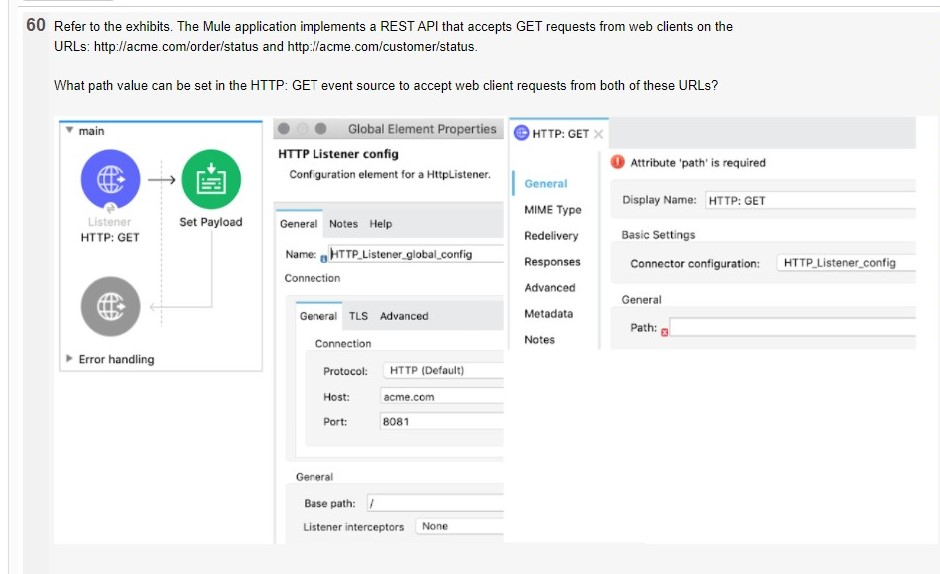 60 Refer to the exhibits. The Mule application implements a REST API that accepts GET requests from web clients on the
URLs: http://acme.com/order/status and http://acme.com/customer/status.
What path value can be set in the HTTP: GET event source to accept web client requests from both of these URLs?
main
Listener
HTTP: GET
Set Payload
Error handling
Global Element Properties
HTTP Listener config
Configuration element for a HttpListener.
General Notes Help
Name: HTTP_Listener_global_config
Connection
General TLS Advanced
Connection
Protocol: HTTP (Default)
Host: acme.com
Port: 8081
General
Base path: /
Listener interceptors None
HTTP: GET
General
MIME Type
Redelivery
Responses
Advanced
Metadata
Notes
Attribute 'path' is required
Display Name: HTTP: GET
Basic Settings
Connector configuration: HTTP_Listener_config
General
Path: